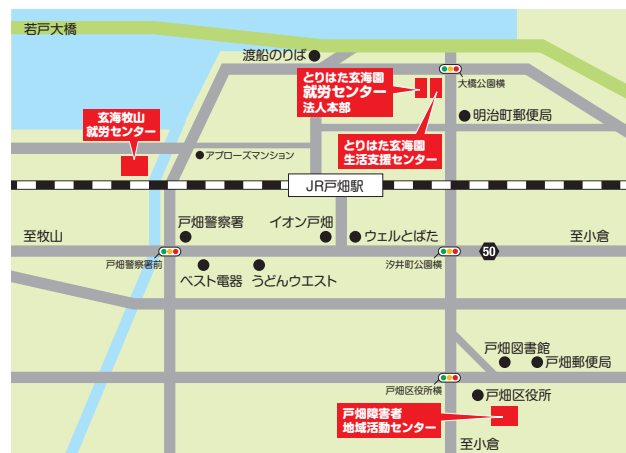 若戸大橋
渡船のりば
とりはた玄海園
就労センター
法人本部
大橋公園横
玄海牧山
就労センター
明治町郵便局
とりはた玄海園
生活支援センター
アプローズマンション
JR戸畑駅
戸畑警察署
イオン戸畑
ウェルとばた
至牧山
至小倉
50
戸畑警察署前
汐井町公園横
ベスト電器
うどんウエスト
戸畑図書館
戸畑郵便局
戸畑区役所横
戸畑区役所
戸畑障害者
地域活動センター
至小倉